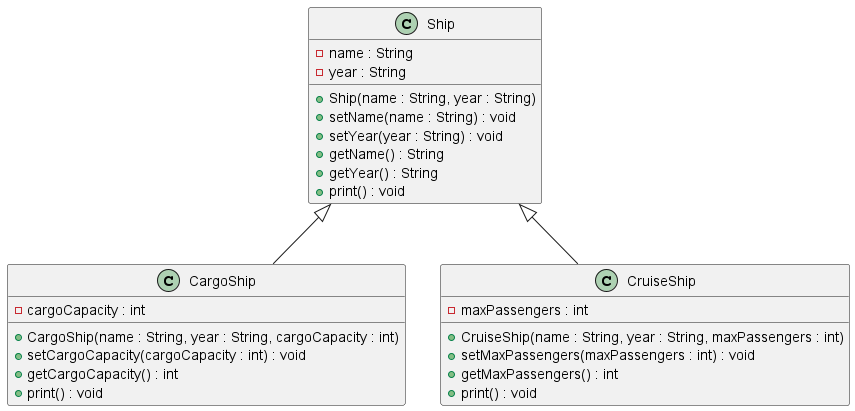 C Ship
name : String
year : String
Ship(name : String, year : String)
setName(name : String) : void
setYear(year : String) : void
getName() : String
getYear() : String
print() : void
C CargoShip
cargoCapacity : int
CargoShip(name : String, year : String, cargoCapacity : int)
setCargoCapacity(cargoCapacity : int) : void
getCargoCapacity() : int
print() : void
C CruiseShip
maxPassengers : int
CruiseShip(name : String, year : String, maxPassengers : int)
setMaxPassengers(maxPassengers : int) : void
getMaxPassengers() : int
print() : void